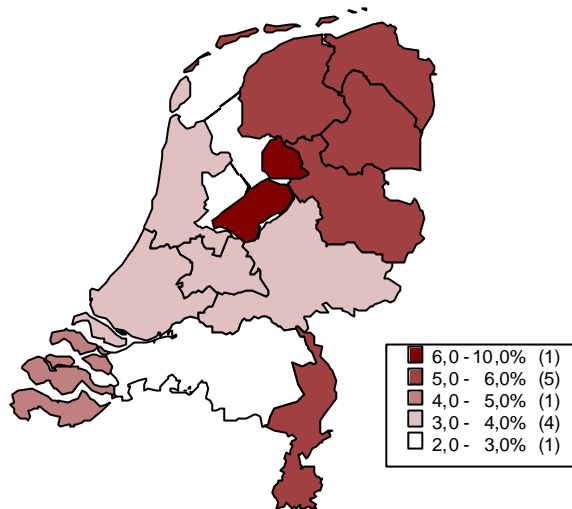 6,0 - 10,0% (1)
5,0 - 6,0% (5)
4,0 - 5,0% (1)
3,0 - 4,0% (4)
2,0 - 3,0% (1)